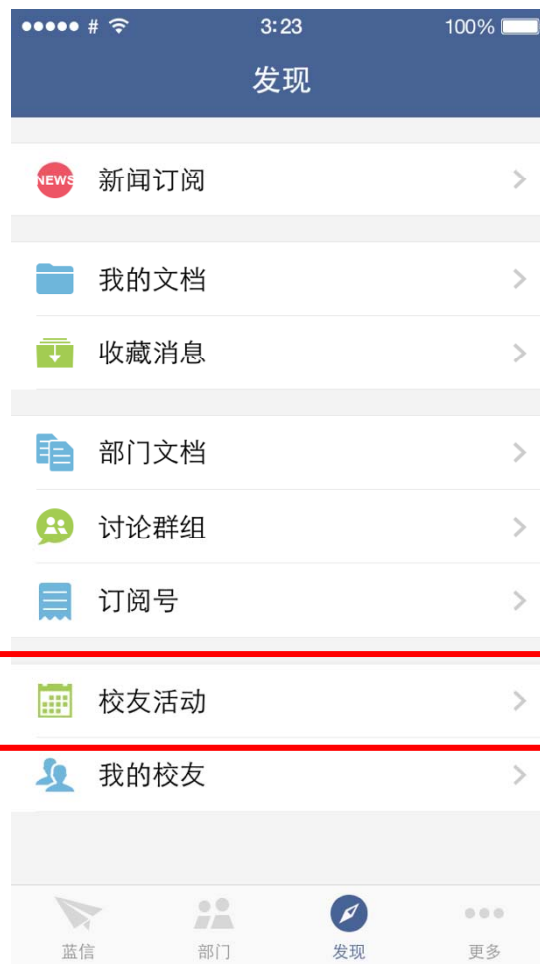 # 3:23 100%
发现
NEWS 新闻订阅
我的文档
收藏消息
部门文档
讨论群组
订阅号
校友活动
我的校友
蓝信 部门 发现 更多